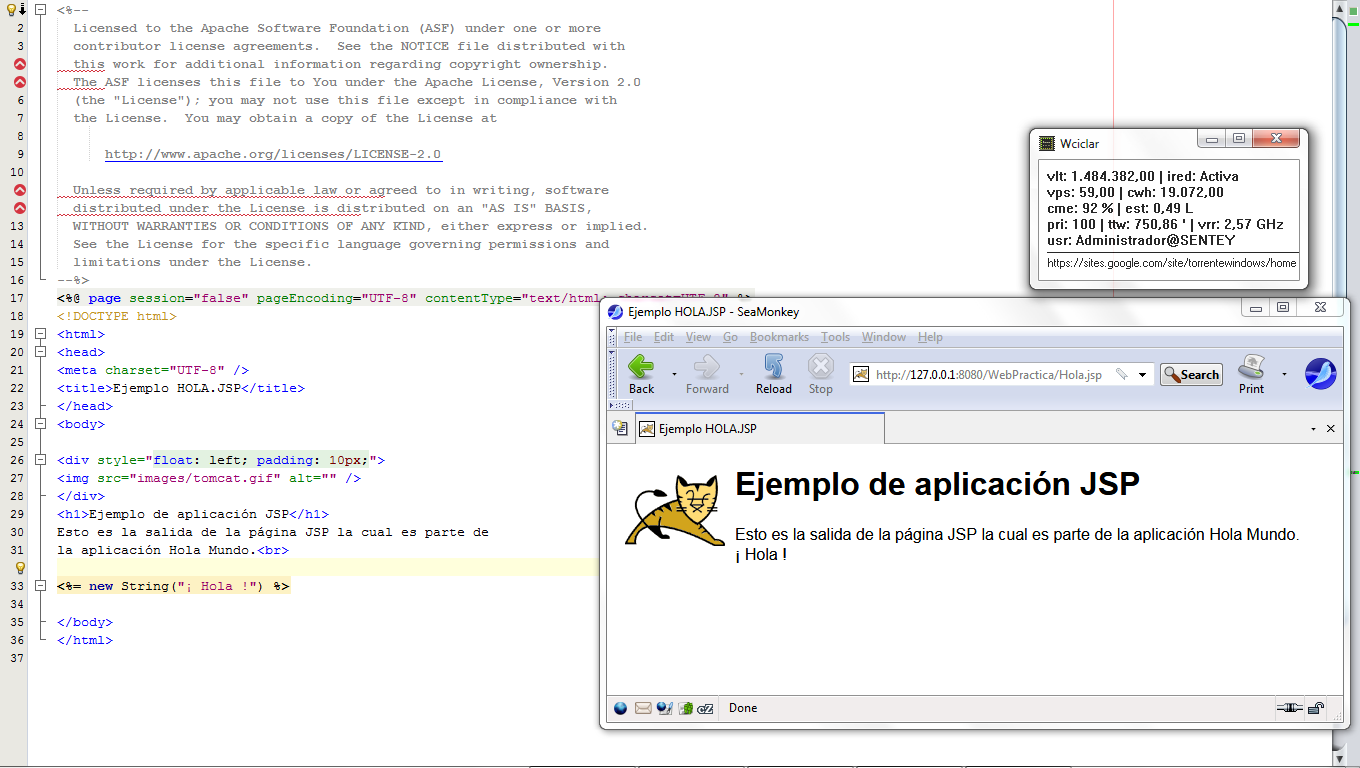 <%--
2 Licensed to the Apache Software Foundation (ASF) under one or more
3 contributor license agreements.  See the NOTICE file distributed with
this work for additional information regarding copyright ownership.
The ASF licenses this file to You under the Apache License, Version 2.0
6 (the "License"); you may not use this file except in compliance with
7 the License.  You may obtain a copy of the License at
8
9 http://www.apache.org/licenses/LICENSE-2.0
10
Unless required by applicable law or agreed to in writing, software
distributed under the License is distributed on an "AS IS" BASIS,
13 WITHOUT WARRANTIES OR CONDITIONS OF ANY KIND, either express or implied.
14 See the License for the specific language governing permissions and
15 limitations under the License.
16 --%>
17 <%@ page session="false" pageEncoding="UTF-8" contentType="text/html; charset=UTF-8" %>
18 <!DOCTYPE html>
19 <html>
20 <head>
21 <meta charset="UTF-8" />
22 <title>Ejemplo HOLA.JSP</title>
23 </head>
24 <body>
25
26 <div style="float: left; padding: 10px;">
27 <img src="images/tomcat.gif" alt="" />
28 </div>
29 <h1>Ejemplo de aplicación JSP</h1>
30 Esto es la salida de la página JSP la cual es parte de
31 la aplicación Hola Mundo.<br>
33 <%= new String("¡ Hola !") %>
34
35 </body>
36 </html>
37
Wciclar
vlt: 1.484.382,00 | ired: Activa
vps: 59,00 | cwh: 19.072,00
cme: 92 % | est: 0,49 L
pri: 100 | ttw: 750,86 ' | vrr: 2,57 GHz
usr: Administrador@SENTEY
https://sites.google.com/site/torrentewindows/home
Ejemplo HOLA.JSP - SeaMonkey
File Edit View Go Bookmarks Tools Window Help
Back Forward Reload Stop http://127.0.0.1:8080/WebPractica/Hola.jsp Search Print
Ejemplo HOLA.JSP
Ejemplo de aplicación JSP
Esto es la salida de la página JSP la cual es parte de la aplicación Hola Mundo.
¡ Hola !
cZ Done